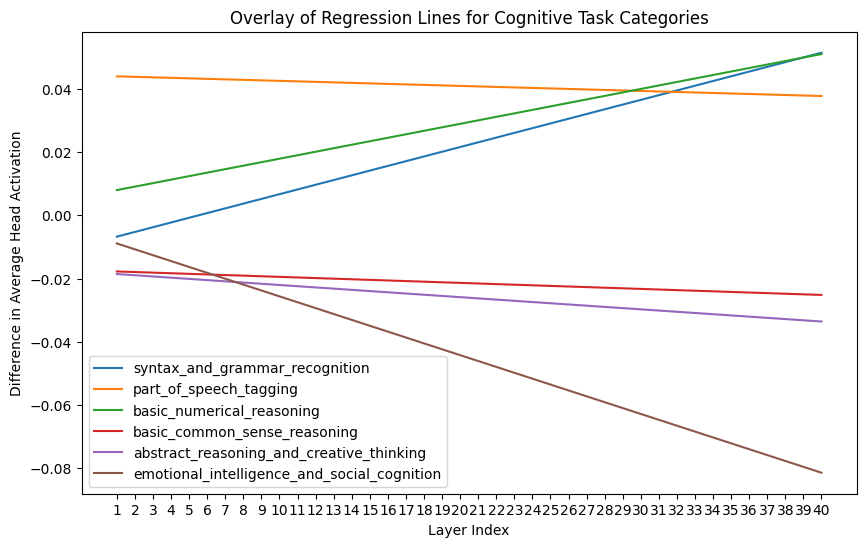 Overlay of Regression Lines for Cognitive Task Categories
Difference in Average Head Activation
0.04
0.02
0.00
−0.02
−0.04
−0.06
−0.08
syntax_and_grammar_recognition
part_of_speech_tagging
basic_numerical_reasoning
basic_common_sense_reasoning
abstract_reasoning_and_creative_thinking
emotional_intelligence_and_social_cognition
1 2 3 4 5 6 7 8 9 10 11 12 13 14 15 16 17 18 19 20 21 22 23 24 25 26 27 28 29 30 31 32 33 34 35 36 37 38 39 40
Layer Index